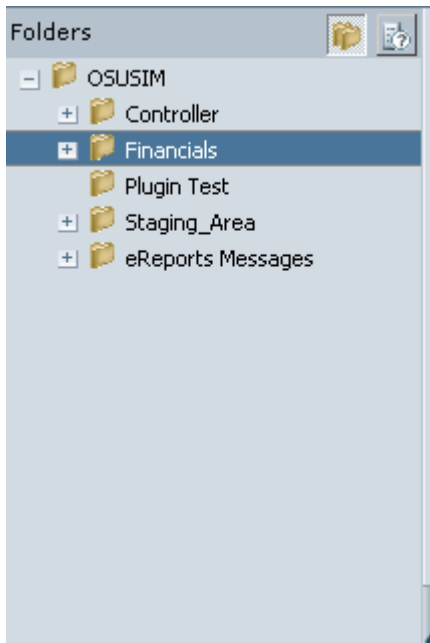 Folders
OSUSIM
Controller
Financials
Plugin Test
Staging_Area
eReports Messages